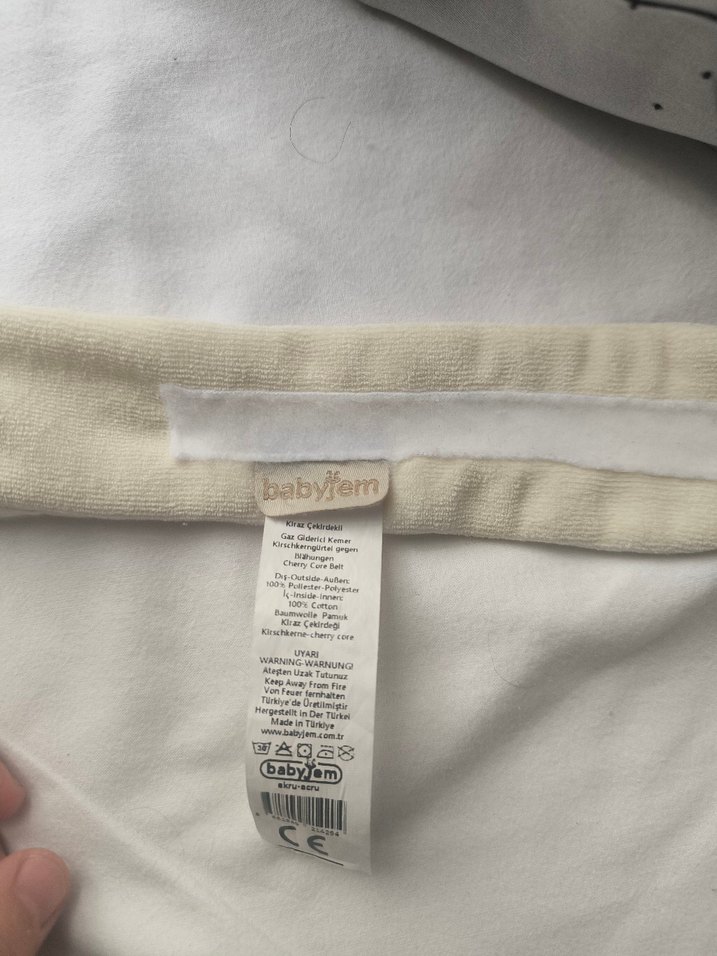 babyjem
Kiraz Çekirdekli
Gaz Giderici Kemer
Kirschkerngürtel gegen
Blähungen
Cherry Core Belt
Dış-Outside-Außen:
100% Poliester-Polyester
İç-Inside-Innen:
100% Cotton
Baumwolle Pamuk
Kiraz Çekirdeği
Kirschkerne-cherry core
UYARI
WARNING-WARNUNG!
Ateşten Uzak Tutunuz
Keep Away From Fire
Von Feuer fernhalten
Türkiye'de Üretilmiştir
Hergestellt in Der Türkei
Made in Türkiye
www.babyjem.com.tr
30
babyjem
ekru-ecru
CE